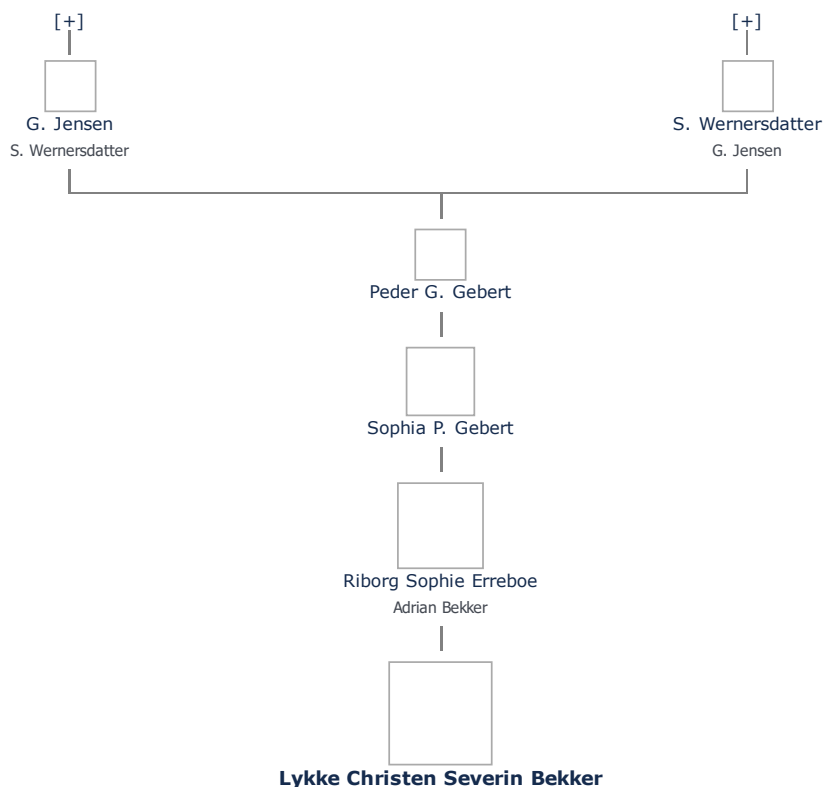 [+]
[+]
G. Jensen
S. Wernersdatter
S. Wernersdatter
G. Jensen
Peder G. Gebert
Sophia P. Gebert
Riborg Sophie Erreboe
Adrian Bekker
Lykke Christen Severin Bekker